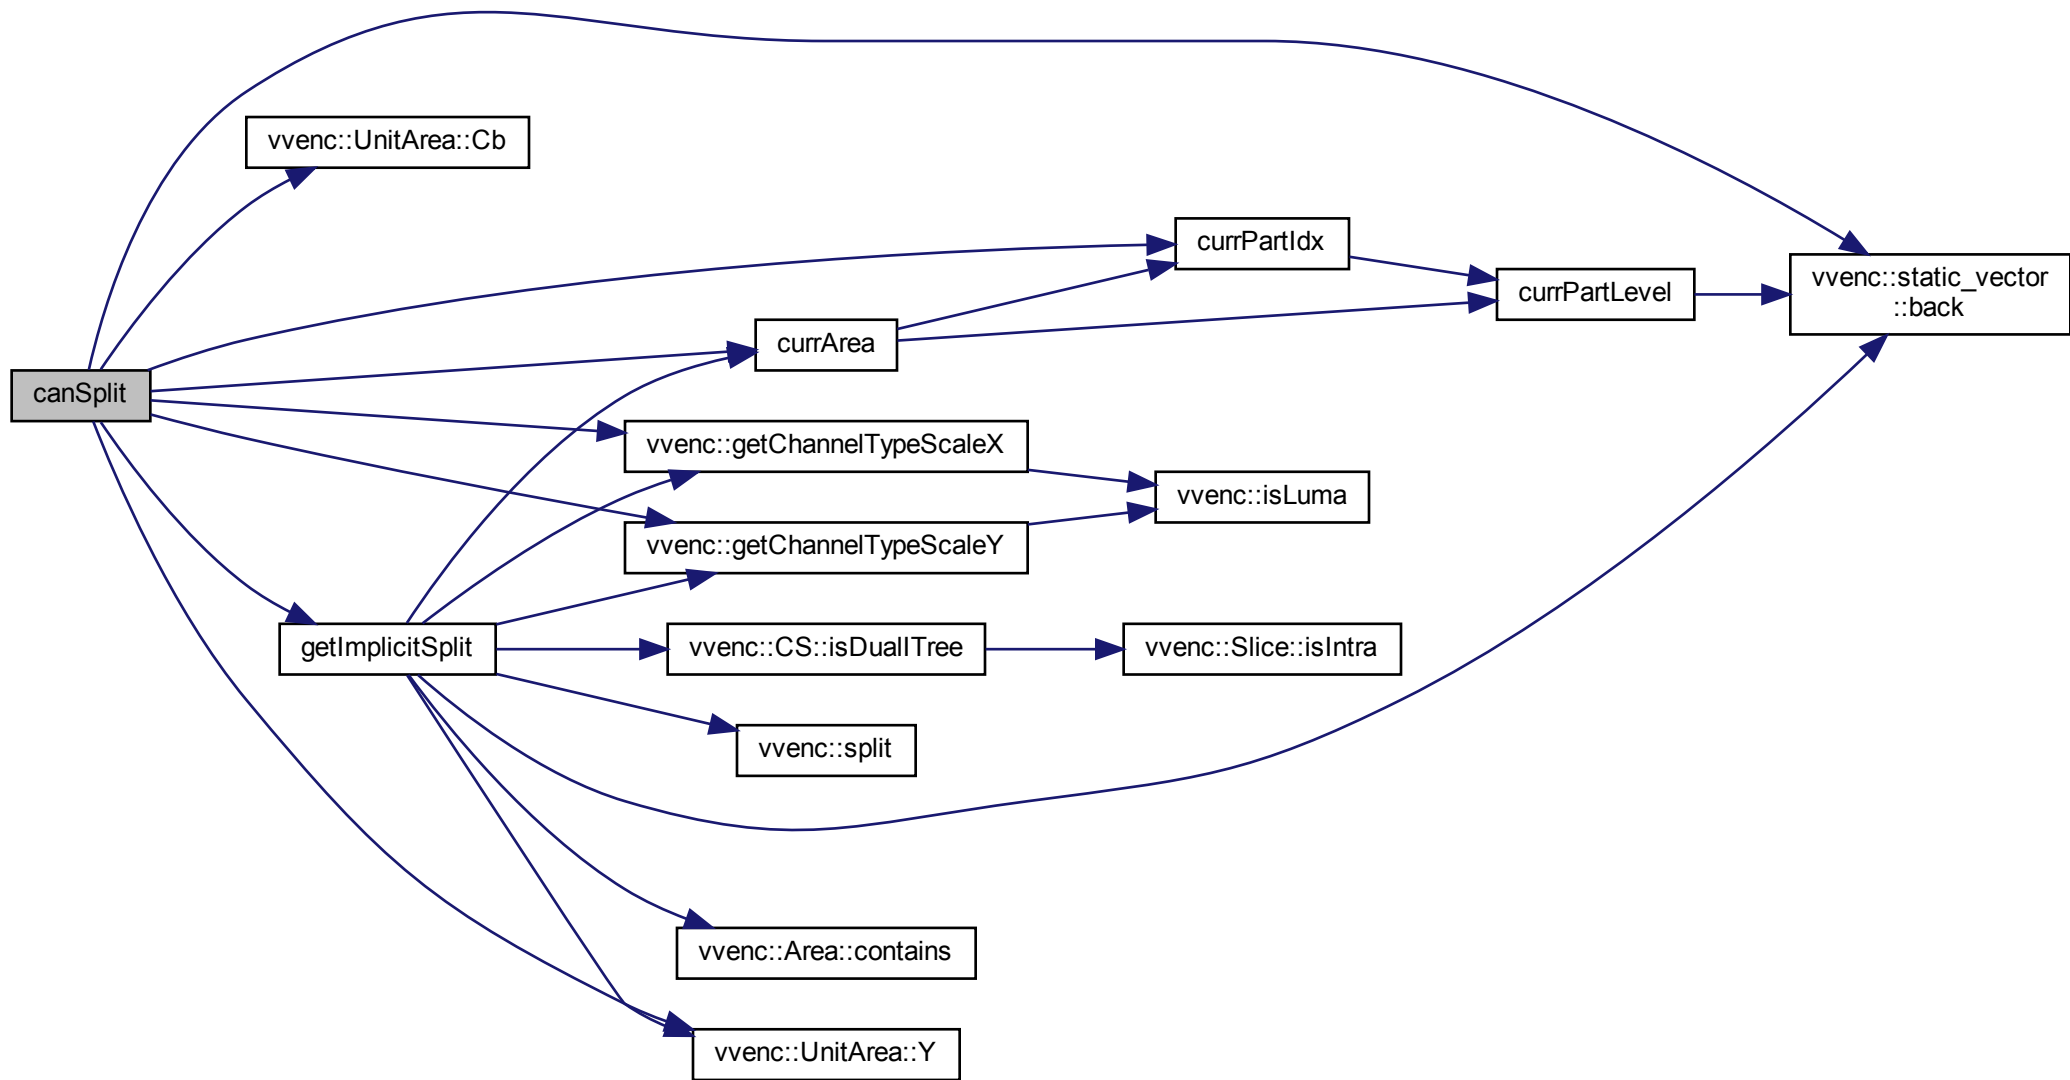 vvenc::UnitArea::Cb
currPartIdx
vvenc::static_vector
::back
currPartLevel
currArea
canSplit
vvenc::getChannelTypeScaleX
vvenc::isLuma
vvenc::getChannelTypeScaleY
getImplicitSplit
vvenc::CS::isDualITree
vvenc::Slice::isIntra
vvenc::split
vvenc::Area::contains
vvenc::UnitArea::Y